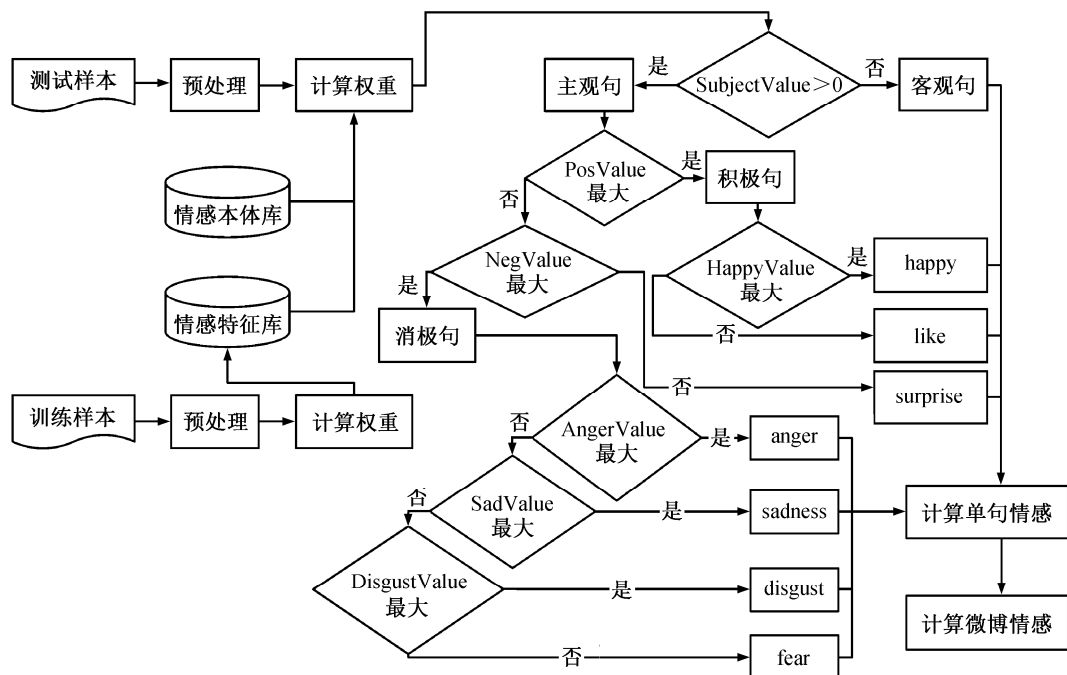 测试样本
预处理
计算权重
是
SubjectValue＞0
否
主观句
客观句
PosValue
最大
是
积极句
否
情感本体库
NegValue
最大
HappyValue
最大
是
happy
是
情感特征库
消极句
否
like
否
surprise
训练样本
预处理
计算权重
否
AngerValue
最大
是
anger
否
SadValue
最大
是
sadness
计算单句情感
DisgustValue
最大
是
disgust
计算微博情感
否
fear